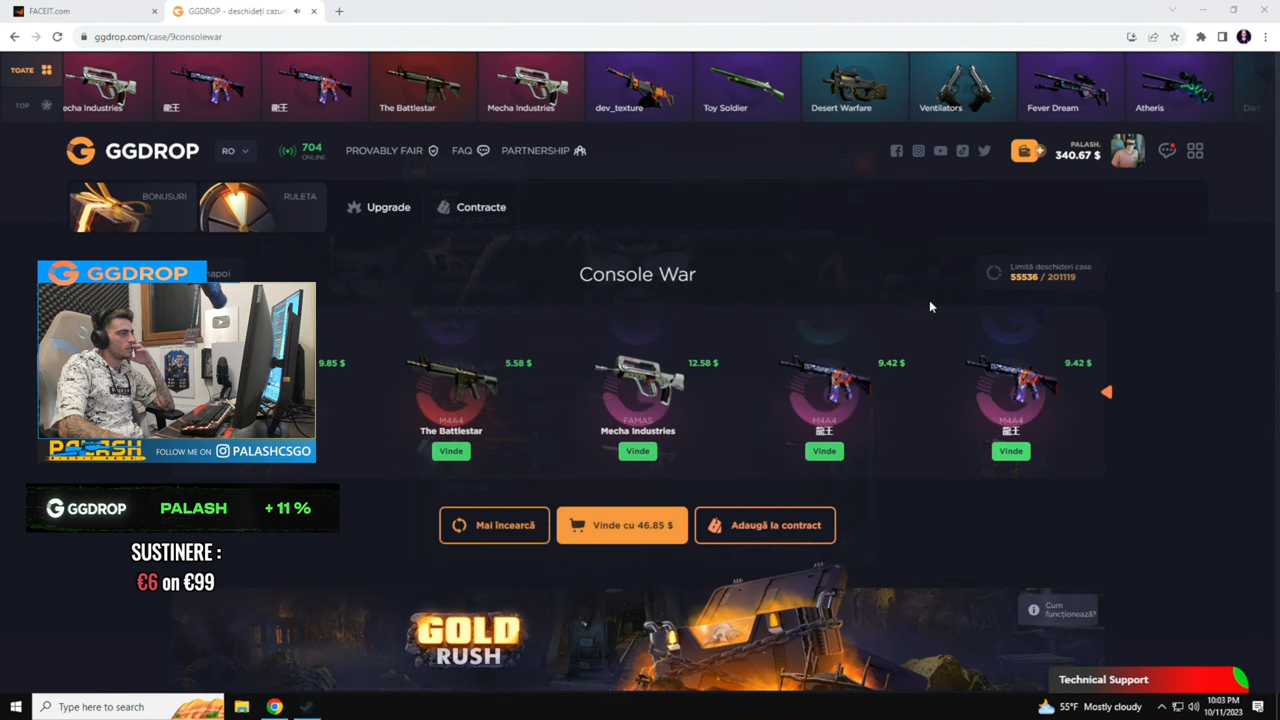 FACEIT.com
GGDROP - deschideți cazuri
ggdrop.com/case/9consolewar
TOATE
TOP
Mecha Industries
龍王
龍王
The Battlestar
Mecha Industries
dev_texture
Toy Soldier
Desert Warfare
Ventilators
Fever Dream
Atheris
GGDROP
RO
704
ONLINE
PROVABLY FAIR
FAQ
PARTNERSHIP
PALASH.
340.67 $
BONUSURI
RULETA
Upgrade
Contracte
Console War
Limită deschideri case
55536 / 201119
GGDROP
napoi
9.85 $
5.58 $
12.58 $
9.42 $
9.42 $
M4A4
The Battlestar
Vinde
FAMAS
Mecha Industries
Vinde
M4A4
龍王
Vinde
M4A4
龍王
Vinde
PALASH
FOLLOW ME ON PALASHCSGO
GGDROP PALASH + 11 %
SUSTINERE :
€6 on €99
Mai încearcă
Vinde cu 46.85 $
Adaugă la contract
GOLD
RUSH
Cum
funcționează?
Technical Support
Type here to search
55°F Mostly cloudy
10:03 PM
10/11/2023